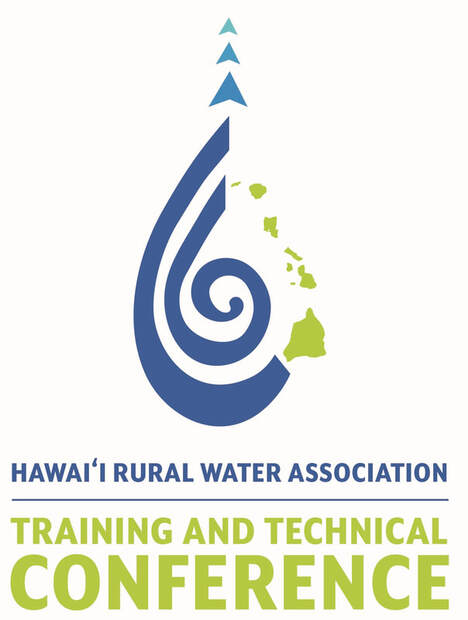 HAWAIʻI RURAL WATER ASSOCIATION
TRAINING AND TECHNICAL
CONFERENCE